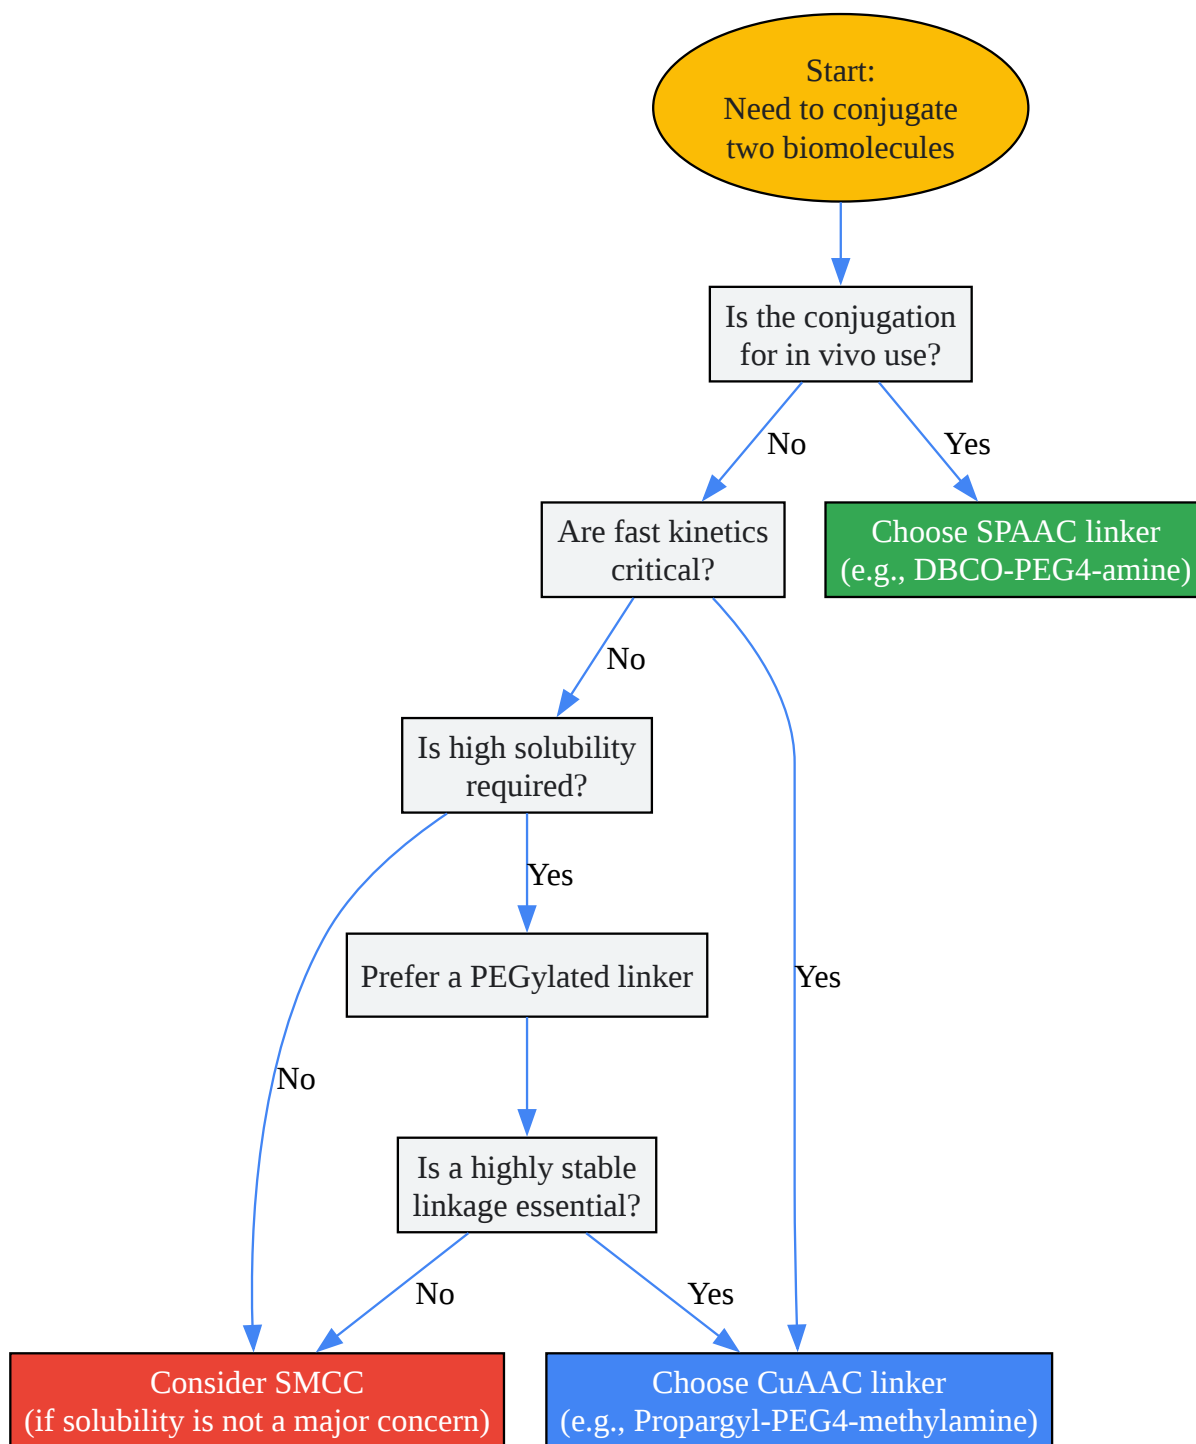 Start:
Need to conjugate
two biomolecules
Is the conjugation
for in vivo use?
No
Yes
Are fast kinetics
critical?
Choose SPAAC linker
(e.g., DBCO-PEG4-amine)
No
Is high solubility
required?
Yes
Prefer a PEGylated linker
Yes
No
Is a highly stable
linkage essential?
No
Yes
Consider SMCC
(if solubility is not a major concern)
Choose CuAAC linker
(e.g., Propargyl-PEG4-methylamine)